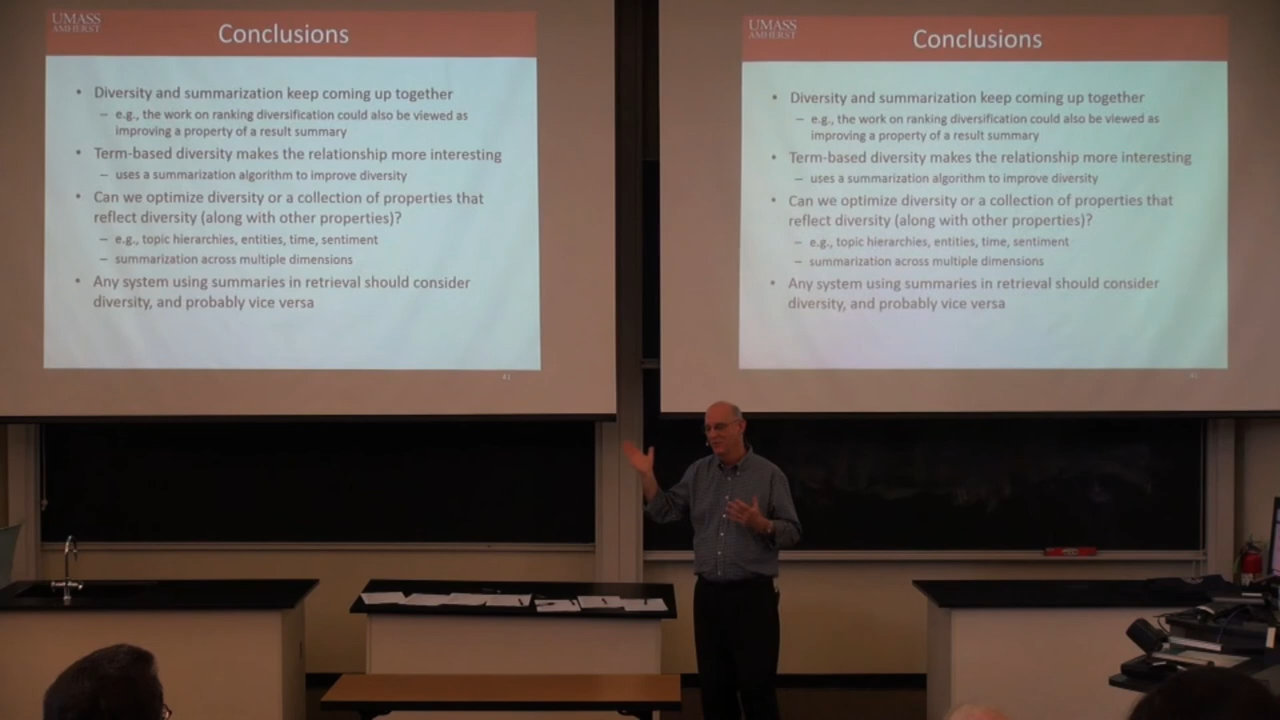 UMASS
AMHERST
Conclusions
• Diversity and summarization keep coming up together
– e.g., the work on ranking diversification could also be viewed as
improving a property of a result summary
• Term-based diversity makes the relationship more interesting
– uses a summarization algorithm to improve diversity
• Can we optimize diversity or a collection of properties that
reflect diversity (along with other properties)?
– e.g., topic hierarchies, entities, time, sentiment
– summarization across multiple dimensions
• Any system using summaries in retrieval should consider
diversity, and probably vice versa
41
UMASS
AMHERST
Conclusions
• Diversity and summarization keep coming up together
– e.g., the work on ranking diversification could also be viewed as
improving a property of a result summary
• Term-based diversity makes the relationship more interesting
– uses a summarization algorithm to improve diversity
• Can we optimize diversity or a collection of properties that
reflect diversity (along with other properties)?
– e.g., topic hierarchies, entities, time, sentiment
– summarization across multiple dimensions
• Any system using summaries in retrieval should consider
diversity, and probably vice versa